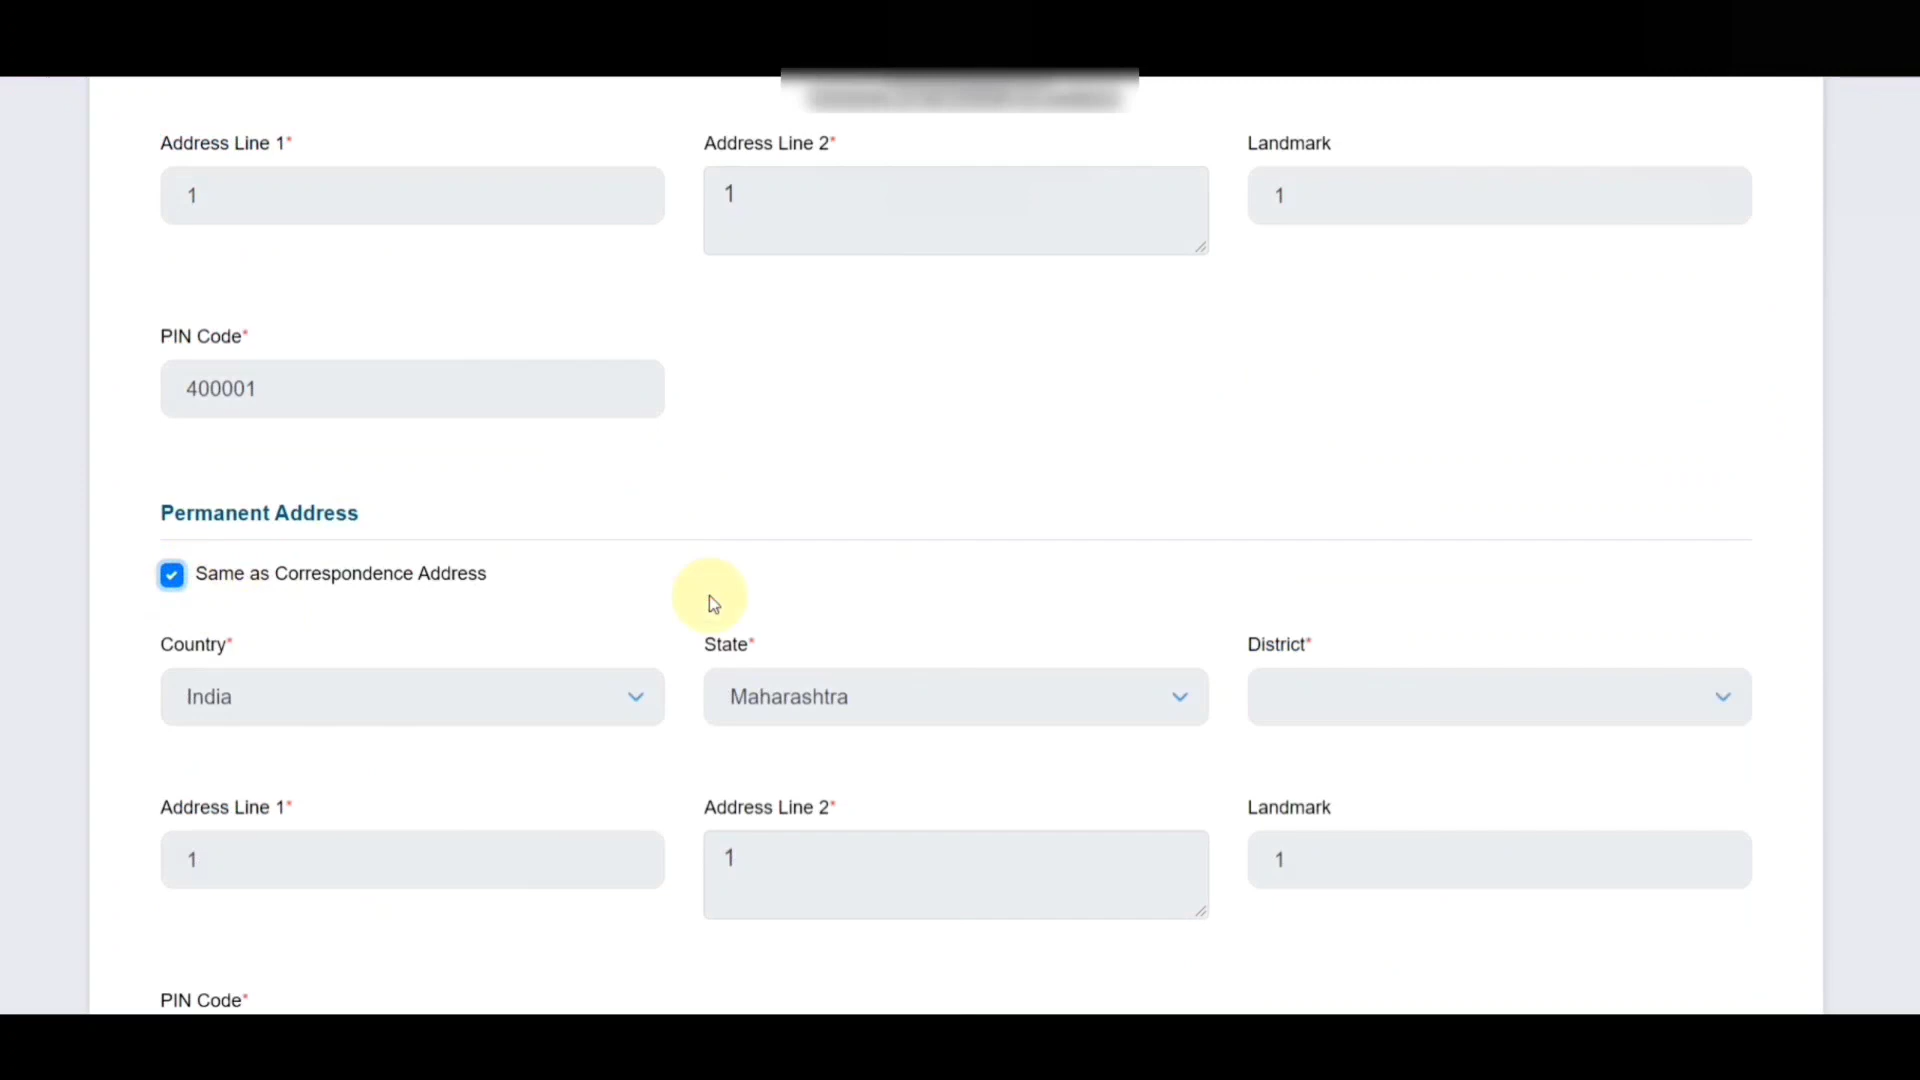 Address Line 1* Address Line 2* Landmark
1 1 1
PIN Code*
400001
Permanent Address
Same as Correspondence Address
Country* State* District*
India Maharashtra
Address Line 1* Address Line 2* Landmark
1 1 1
PIN Code*